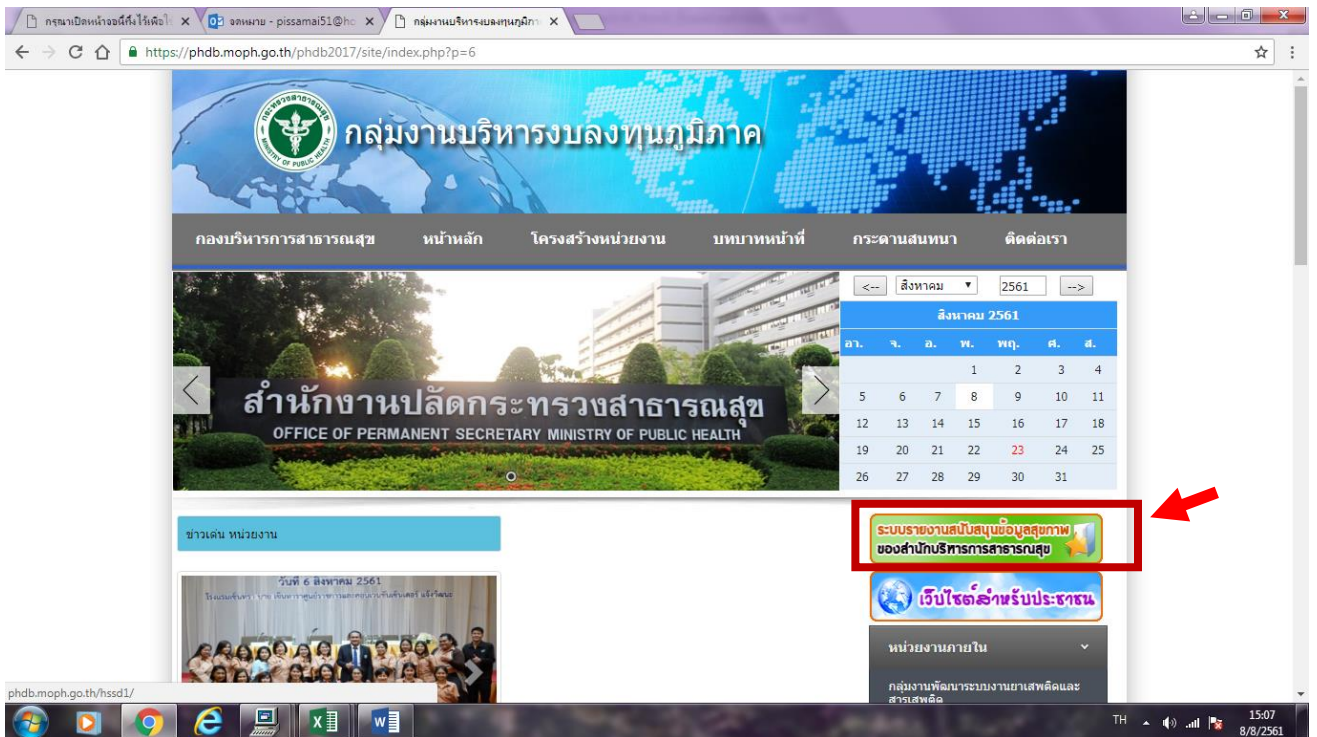 กรุณาเปิดหน้าจอนี้ทิ้งไว้เพื่อใ
จดหมาย - pissamai51@ho
กลุ่มงานบริหารงบลงทุนภูมิภา
https://phdb.moph.go.th/phdb2017/site/index.php?p=6
กระทรวงสาธารณสุข
MINISTRY OF PUBLIC HEALTH
กลุ่มงานบริหารงบลงทุนภูมิภาค
กองบริหารการสาธารณสุข หน้าหลัก โครงสร้างหน่วยงาน บทบาทหน้าที่ กระดานสนทนา ติดต่อเรา
<-- สิงหาคม 2561 -->
สิงหาคม 2561
อา. จ. อ. พ. พฤ. ศ. ส.
1 2 3 4
5 6 7 8 9 10 11
12 13 14 15 16 17 18
19 20 21 22 23 24 25
26 27 28 29 30 31
สำนักงานปลัดกระทรวงสาธารณสุข
OFFICE OF PERMANENT SECRETARY MINISTRY OF PUBLIC HEALTH
ข่าวเด่น หน่วยงาน
วันที่ 6 สิงหาคม 2561
ระบบรายงานสนับสนุนข้อมูลสุขภาพ
ของสำนักบริหารการสาธารณสุข
เว็บไซต์สำหรับประชาชน
หน่วยงานภายใน
กลุ่มงานพัฒนาระบบงานยาเสพติดและ
สารเสพติด
phdb.moph.go.th/hssd1/
TH
15:07
8/8/2561